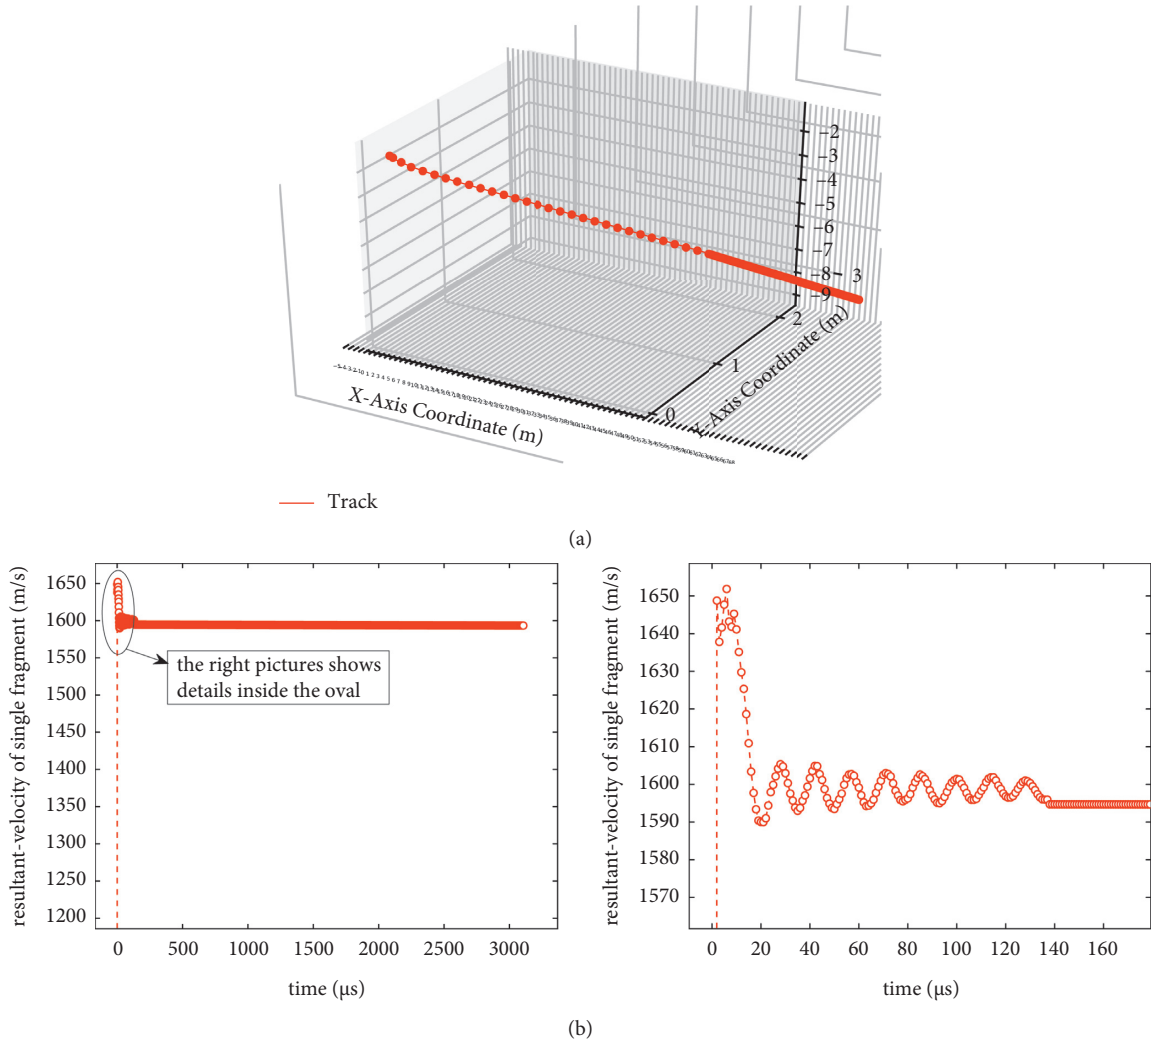 −2
−3
−4
−5
−6
−7
−8
−9
3
2
1
0
Y-Axis Coordinate (m)
X-Axis Coordinate (m)
Track
(a)
resultant-velocity of single fragment (m/s)
1650
1600
1550
1500
1450
1400
1350
1300
1250
1200
the right pictures shows
details inside the oval
0 500 1000 1500 2000 2500 3000
time (μs)
resultant-velocity of single fragment (m/s)
1650
1640
1630
1620
1610
1600
1590
1580
1570
0 20 40 60 80 100 120 140 160
time (μs)
(b)